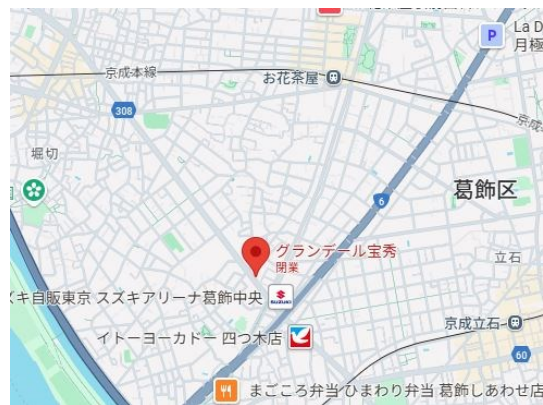 La D
P
月極
京成本線
お花茶屋
308
京成
堀切
葛飾区
6
グランデール宝秀
閉業
立石
ズキ自販東京 スズキアリーナ葛飾中央
SUZUKI
京成立石
イトーヨーカドー 四つ木店
60
まごころ弁当 ひまわり弁当 葛飾しあわせ店